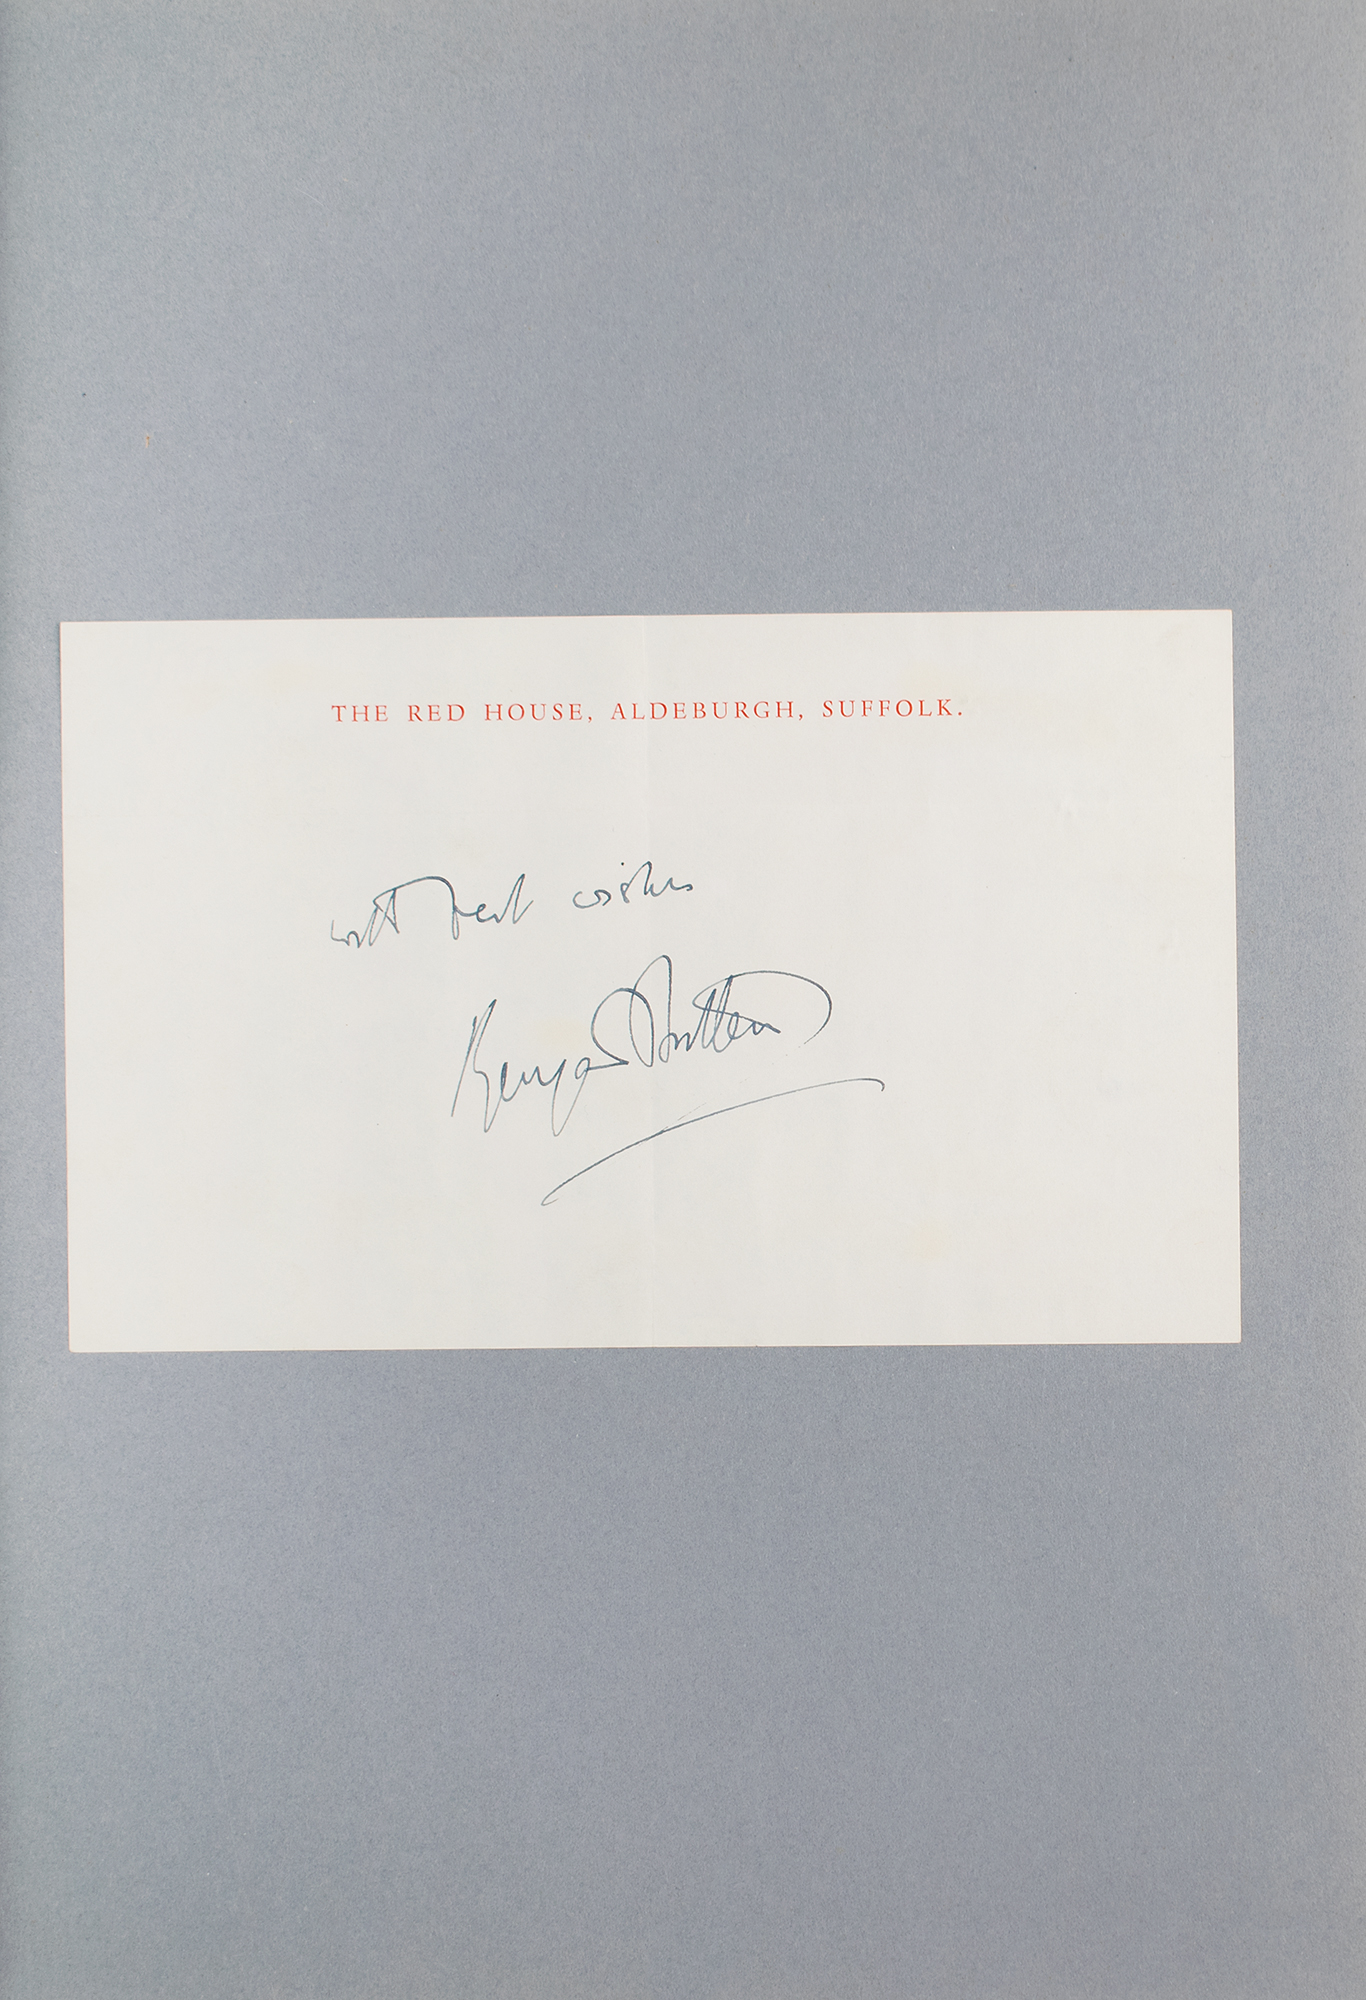 THE RED HOUSE, ALDEBURGH, SUFFOLK.
with best wishes
Benjamin Britten